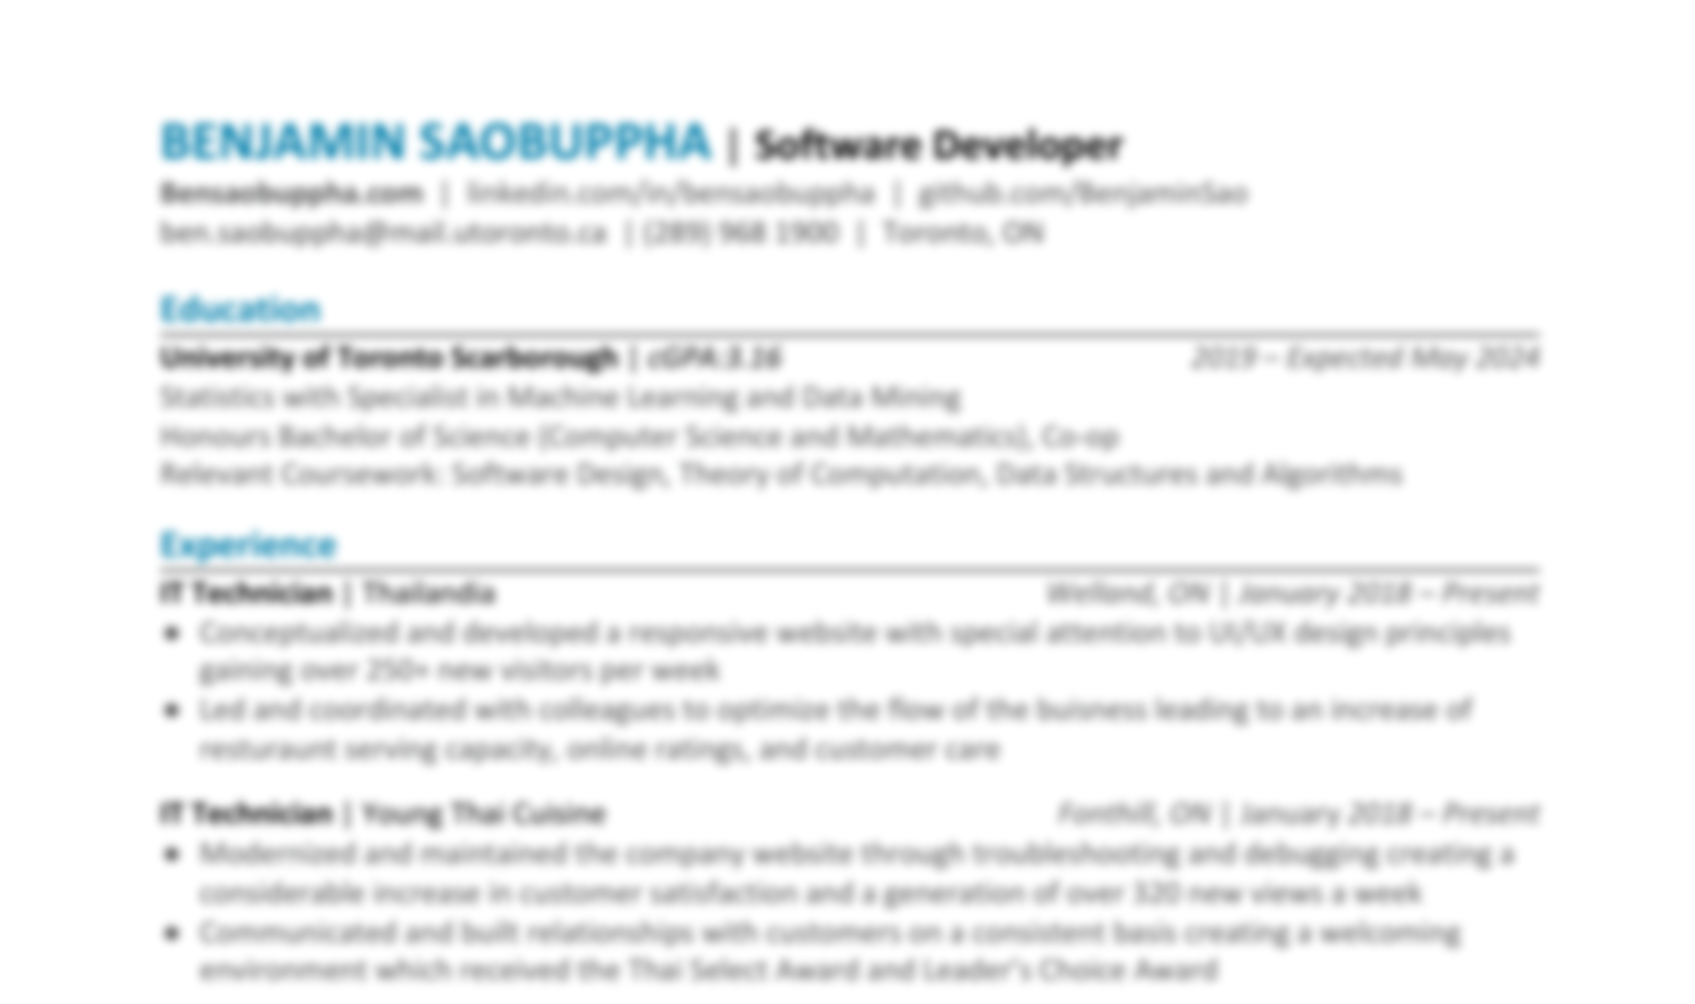 BENJAMIN SAOBUPPHA | Software Developer
Bensaobuppha.com | linkedin.com/in/bensaobuppha | github.com/BenjaminSao
ben.saobuppha@mail.utoronto.ca | (289) 968 1900 | Toronto, ON
Education
University of Toronto Scarborough | cGPA:3.16 2019 – Expected May 2024
Statistics with Specialist in Machine Learning and Data Mining
Honours Bachelor of Science (Computer Science and Mathematics), Co-op
Relevant Coursework: Software Design, Theory of Computation, Data Structures and Algorithms
Experience
IT Technician | Thailandia Welland, ON | January 2018 – Present
• Conceptualized and developed a responsive website with special attention to UI/UX design principles
gaining over 250+ new visitors per week
• Led and coordinated with colleagues to optimize the flow of the buisness leading to an increase of
resturaunt serving capacity, online ratings, and customer care
IT Technician | Young Thai Cuisine Fonthill, ON | January 2018 – Present
• Modernized and maintained the company website through troubleshooting and debugging creating a
considerable increase in customer satisfaction and a generation of over 320 new views a week
• Communicated and built relationships with customers on a consistent basis creating a welcoming
environment which received the Thai Select Award and Leader's Choice Award